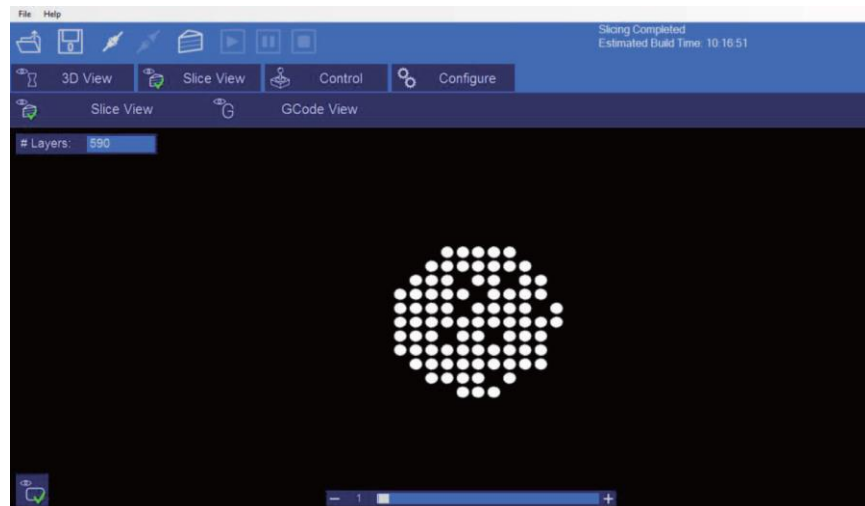 File Help
Slicing Completed
Estimated Build Time: 10:16:51
3D View Slice View Control Configure
Slice View G GCode View
# Layers: 590
1